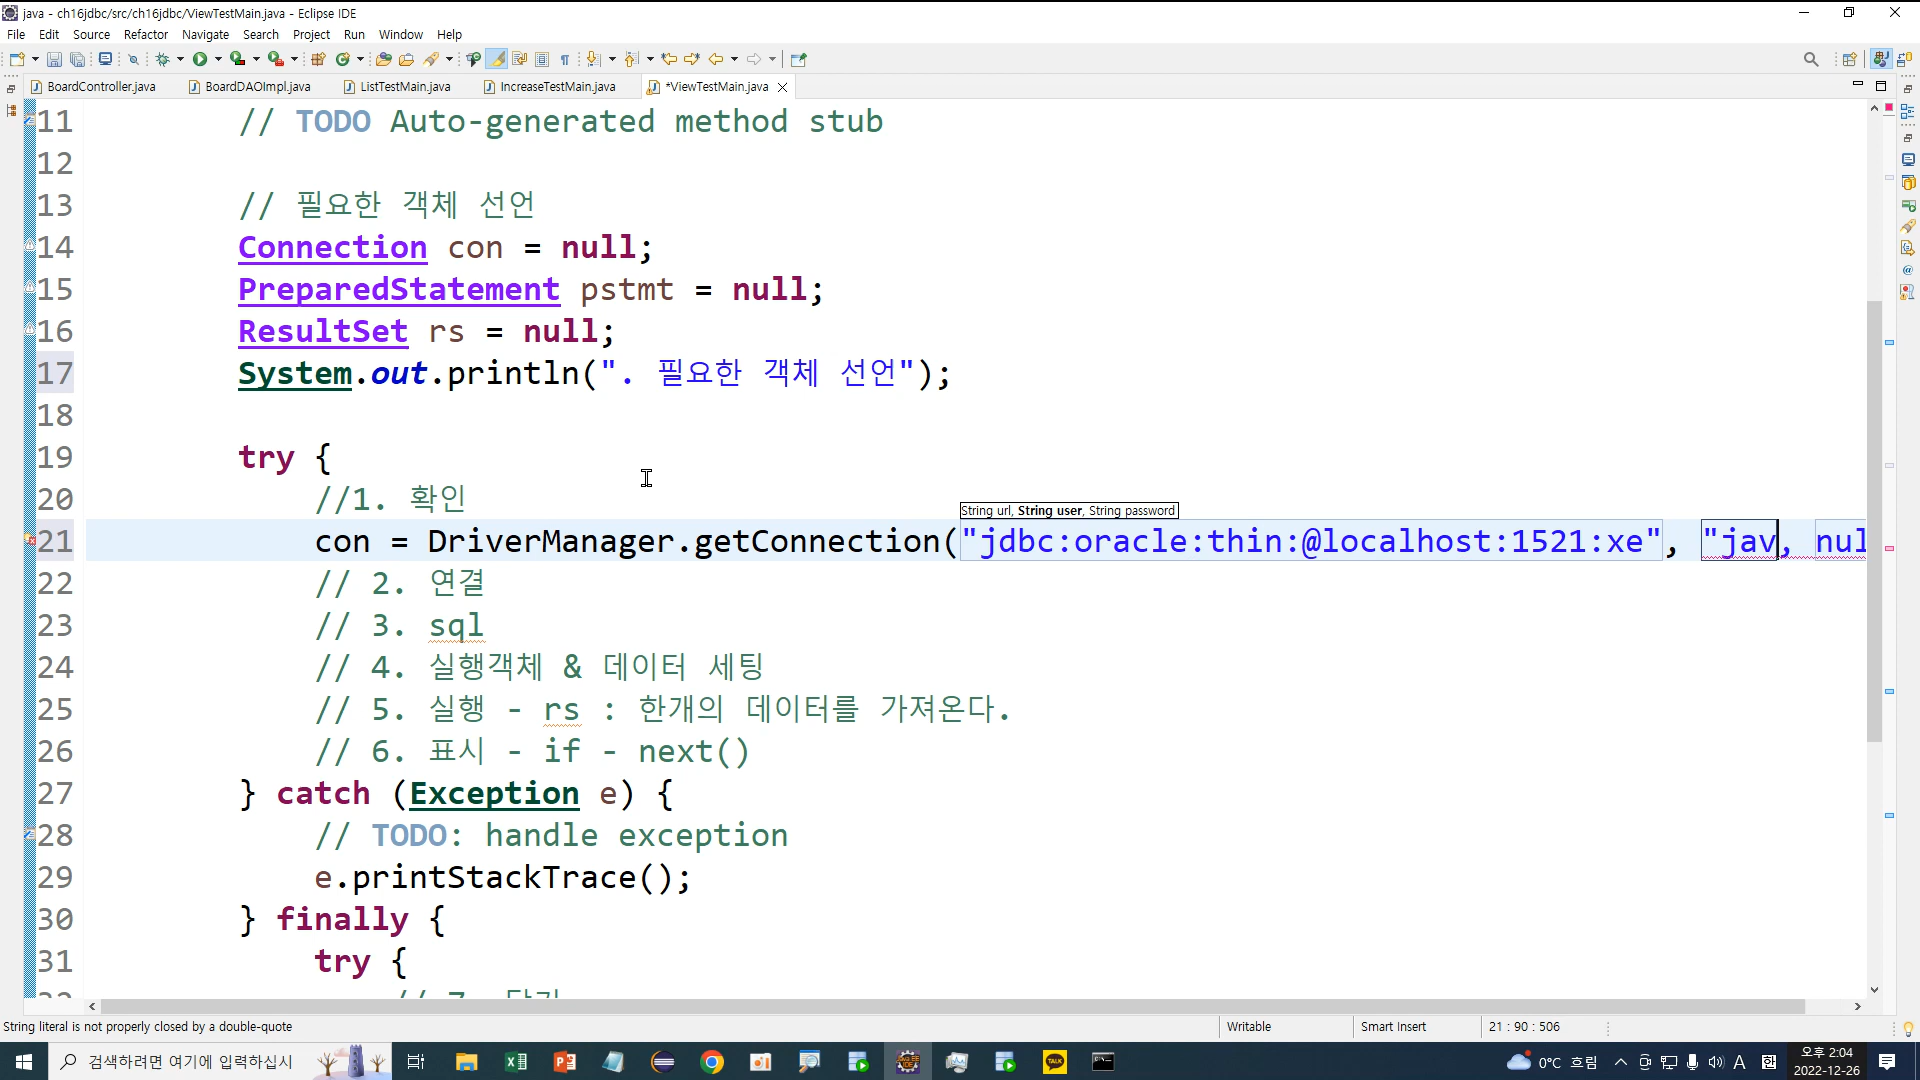 java - ch16jdbc/src/ch16jdbc/ViewTestMain.java - Eclipse IDE
File Edit Source Refactor Navigate Search Project Run Window Help
BoardController.java BoardDAOImpl.java ListTestMain.java IncreaseTestMain.java *ViewTestMain.java
11 // TODO Auto-generated method stub
12
13 // 필요한 객체 선언
14 Connection con = null;
15 PreparedStatement pstmt = null;
16 ResultSet rs = null;
17 System.out.println(". 필요한 객체 선언");
18
19 try {
20 //1. 확인
String url, String user, String password
21 con = DriverManager.getConnection("jdbc:oracle:thin:@localhost:1521:xe", "jav, nul
22 // 2. 연결
23 // 3. sql
24 // 4. 실행객체 & 데이터 세팅
25 // 5. 실행 - rs : 한개의 데이터를 가져온다.
26 // 6. 표시 - if - next()
27 } catch (Exception e) {
28 // TODO: handle exception
29 e.printStackTrace();
30 } finally {
31 try {
String literal is not properly closed by a double-quote Writable Smart Insert 21 : 90 : 506
검색하려면 여기에 입력하십시 TALK 0°C 흐림 A 오후 2:04
2022-12-26